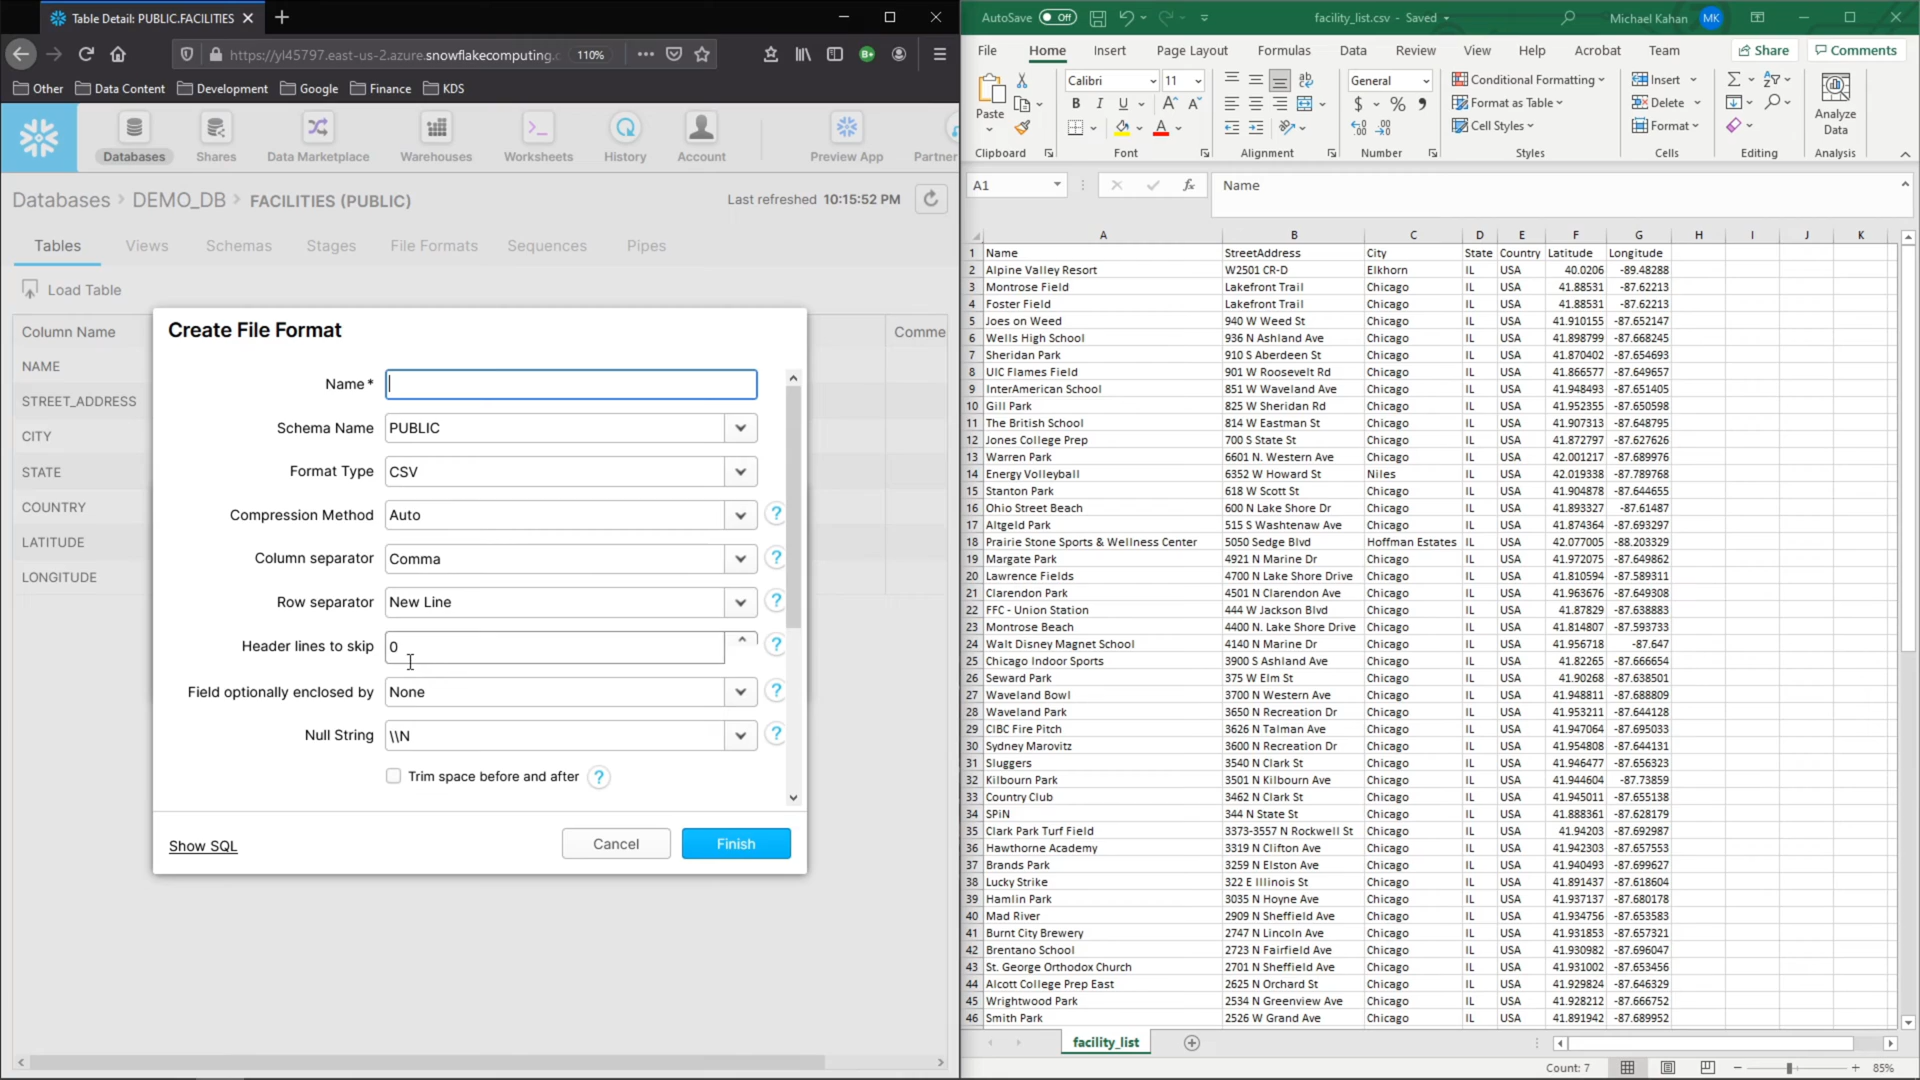 Table Detail: PUBLIC.FACILITIES
https://yl45797.east-us-2.azure.snowflakecomputing.c 110%
Other Data Content Development Google Finance KDS
Databases Shares Data Marketplace Warehouses Worksheets History Account Preview App Partner
Databases > DEMO_DB > FACILITIES (PUBLIC)
Last refreshed 10:15:52 PM
Tables Views Schemas Stages File Formats Sequences Pipes
Load Table
Column Name Comme
NAME
STREET_ADDRESS
CITY
STATE
COUNTRY
LATITUDE
LONGITUDE
Create File Format
Name *
Schema Name PUBLIC
Format Type CSV
Compression Method Auto ?
Column separator Comma ?
Row separator New Line ?
Header lines to skip 0 ?
Field optionally enclosed by None ?
Null String \\N ?
Trim space before and after ?
Show SQL Cancel Finish
AutoSave Off facility_list.csv - Saved Michael Kahan MK
File Home Insert Page Layout Formulas Data Review View Help Acrobat Team Share Comments
Paste
Calibri 11
B I U
General
$ %
Conditional Formatting
Format as Table
Cell Styles
Insert
Delete
Format
Analyze Data
Clipboard Font Alignment Number Styles Cells Editing Analysis
A1 fx Name
A B C D E F G H I J K
1 Name StreetAddress City State Country Latitude Longitude
2 Alpine Valley Resort W2501 CR-D Elkhorn IL USA 40.0206 -89.48288
3 Montrose Field Lakefront Trail Chicago IL USA 41.88531 -87.62213
4 Foster Field Lakefront Trail Chicago IL USA 41.88531 -87.62213
5 Joes on Weed 940 W Weed St Chicago IL USA 41.910155 -87.652147
6 Wells High School 936 N Ashland Ave Chicago IL USA 41.898799 -87.668245
7 Sheridan Park 910 S Aberdeen St Chicago IL USA 41.870402 -87.654693
8 UIC Flames Field 901 W Roosevelt Rd Chicago IL USA 41.866577 -87.649657
9 InterAmerican School 851 W Waveland Ave Chicago IL USA 41.948493 -87.651405
10 Gill Park 825 W Sheridan Rd Chicago IL USA 41.952355 -87.650598
11 The British School 814 W Eastman St Chicago IL USA 41.907313 -87.648795
12 Jones College Prep 700 S State St Chicago IL USA 41.872797 -87.627626
13 Warren Park 6601 N. Western Ave Chicago IL USA 42.001217 -87.689976
14 Energy Volleyball 6352 W Howard St Niles IL USA 42.019338 -87.789768
15 Stanton Park 618 W Scott St Chicago IL USA 41.904878 -87.644655
16 Ohio Street Beach 600 N Lake Shore Dr Chicago IL USA 41.893327 -87.61487
17 Altgeld Park 515 S Washtenaw Ave Chicago IL USA 41.874364 -87.693297
18 Prairie Stone Sports & Wellness Center 5050 Sedge Blvd Hoffman Estates IL USA 42.077005 -88.203329
19 Margate Park 4921 N Marine Dr Chicago IL USA 41.972075 -87.649862
20 Lawrence Fields 4700 N Lake Shore Drive Chicago IL USA 41.810594 -87.589311
21 Clarendon Park 4501 N Clarendon Ave Chicago IL USA 41.963676 -87.649308
22 FFC - Union Station 444 W Jackson Blvd Chicago IL USA 41.87829 -87.638883
23 Montrose Beach 4400 N. Lake Shore Drive Chicago IL USA 41.814807 -87.593733
24 Walt Disney Magnet School 4140 N Marine Dr Chicago IL USA 41.956718 -87.647
25 Chicago Indoor Sports 3900 S Ashland Ave Chicago IL USA 41.82265 -87.666654
26 Seward Park 375 W Elm St Chicago IL USA 41.90268 -87.638501
27 Waveland Bowl 3700 N Western Ave Chicago IL USA 41.948811 -87.688809
28 Waveland Park 3650 N Recreation Dr Chicago IL USA 41.953211 -87.644128
29 CIBC Fire Pitch 3626 N Talman Ave Chicago IL USA 41.947064 -87.695033
30 Sydney Marovitz 3600 N Recreation Dr Chicago IL USA 41.954808 -87.644131
31 Sluggers 3540 N Clark St Chicago IL USA 41.946477 -87.656323
32 Kilbourn Park 3501 N Kilbourn Ave Chicago IL USA 41.944604 -87.73859
33 Country Club 3462 N Clark St Chicago IL USA 41.945011 -87.655138
34 SPiN 344 N State St Chicago IL USA 41.888361 -87.628179
35 Clark Park Turf Field 3373-3557 N Rockwell St Chicago IL USA 41.94203 -87.692987
36 Hawthorne Academy 3319 N Clifton Ave Chicago IL USA 41.942303 -87.657553
37 Brands Park 3259 N Elston Ave Chicago IL USA 41.940493 -87.699627
38 Lucky Strike 322 E Illinois St Chicago IL USA 41.891437 -87.618604
39 Hamlin Park 3035 N Hoyne Ave Chicago IL USA 41.937137 -87.680178
40 Mad River 2909 N Sheffield Ave Chicago IL USA 41.934756 -87.653583
41 Burnt City Brewery 2747 N Lincoln Ave Chicago IL USA 41.931853 -87.657321
42 Brentano School 2723 N Fairfield Ave Chicago IL USA 41.930982 -87.696047
43 St. George Orthodox Church 2701 N Sheffield Ave Chicago IL USA 41.931002 -87.653456
44 Alcott College Prep East 2625 N Orchard St Chicago IL USA 41.929824 -87.646329
45 Wrightwood Park 2534 N Greenview Ave Chicago IL USA 41.928212 -87.666752
46 Smith Park 2526 W Grand Ave Chicago IL USA 41.891942 -87.689952
facility_list
Count: 7 85%